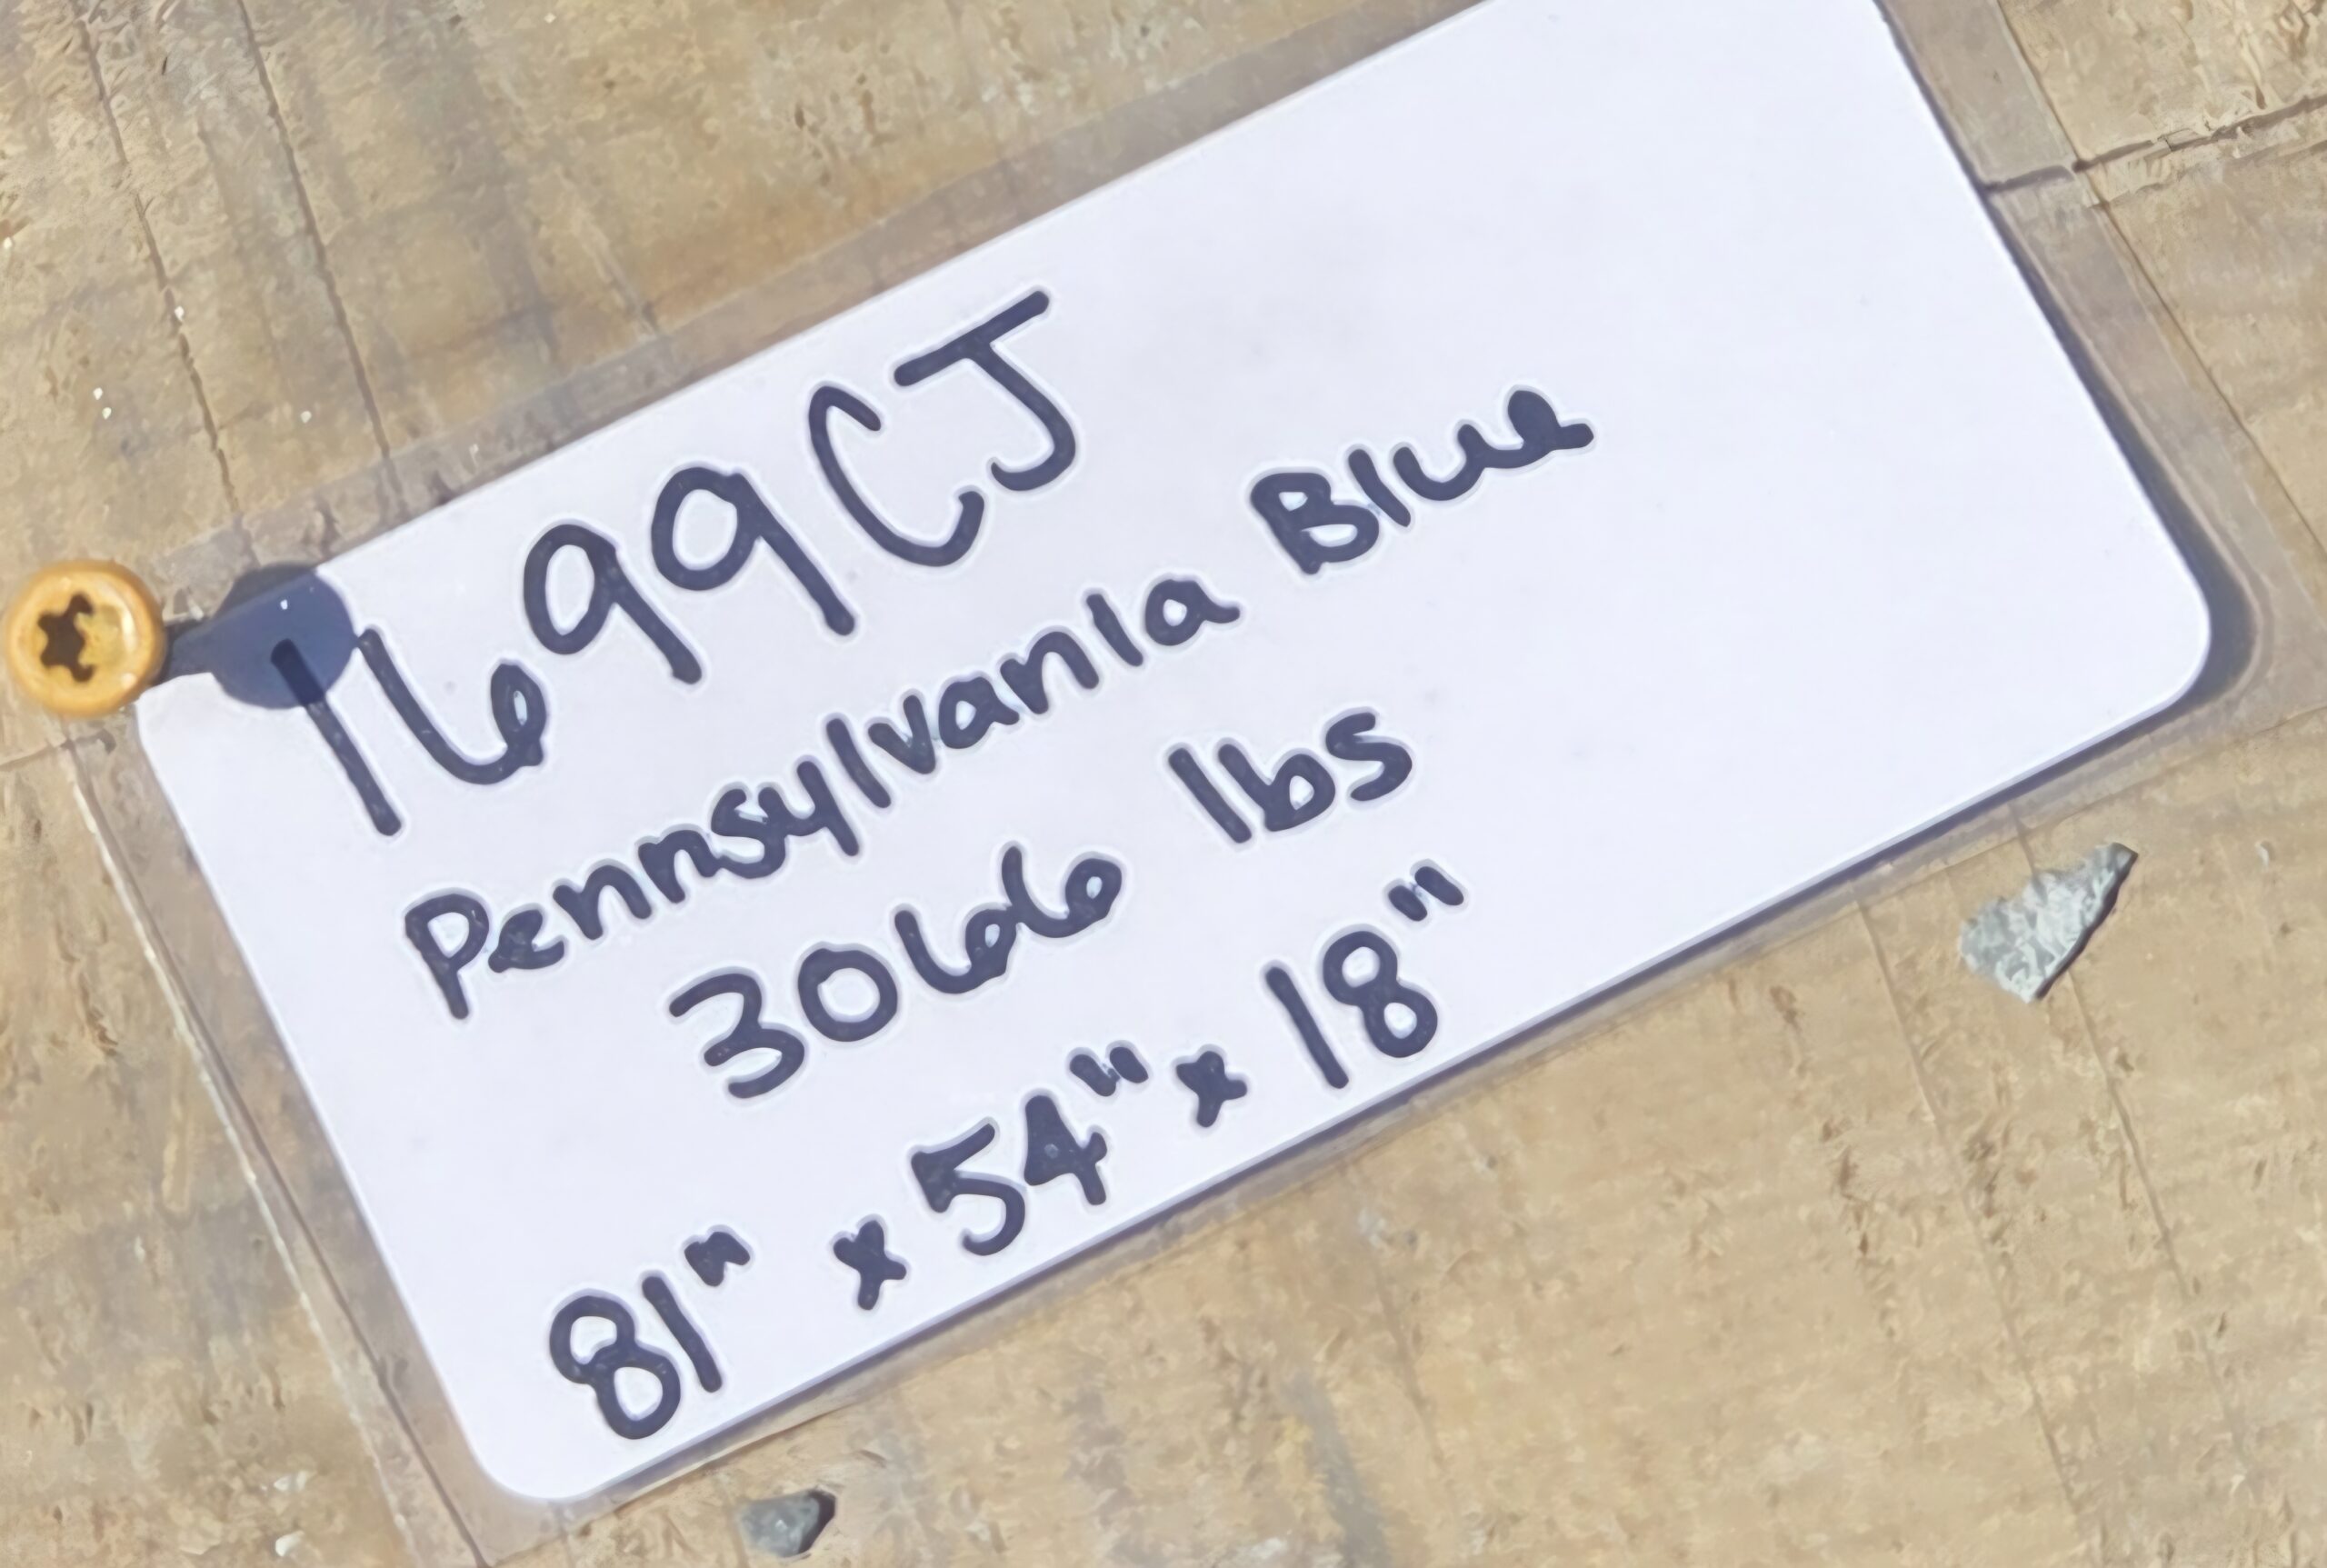 1699CJ
Pennsylvania Blue
3066 lbs
81" x 54" x 18"